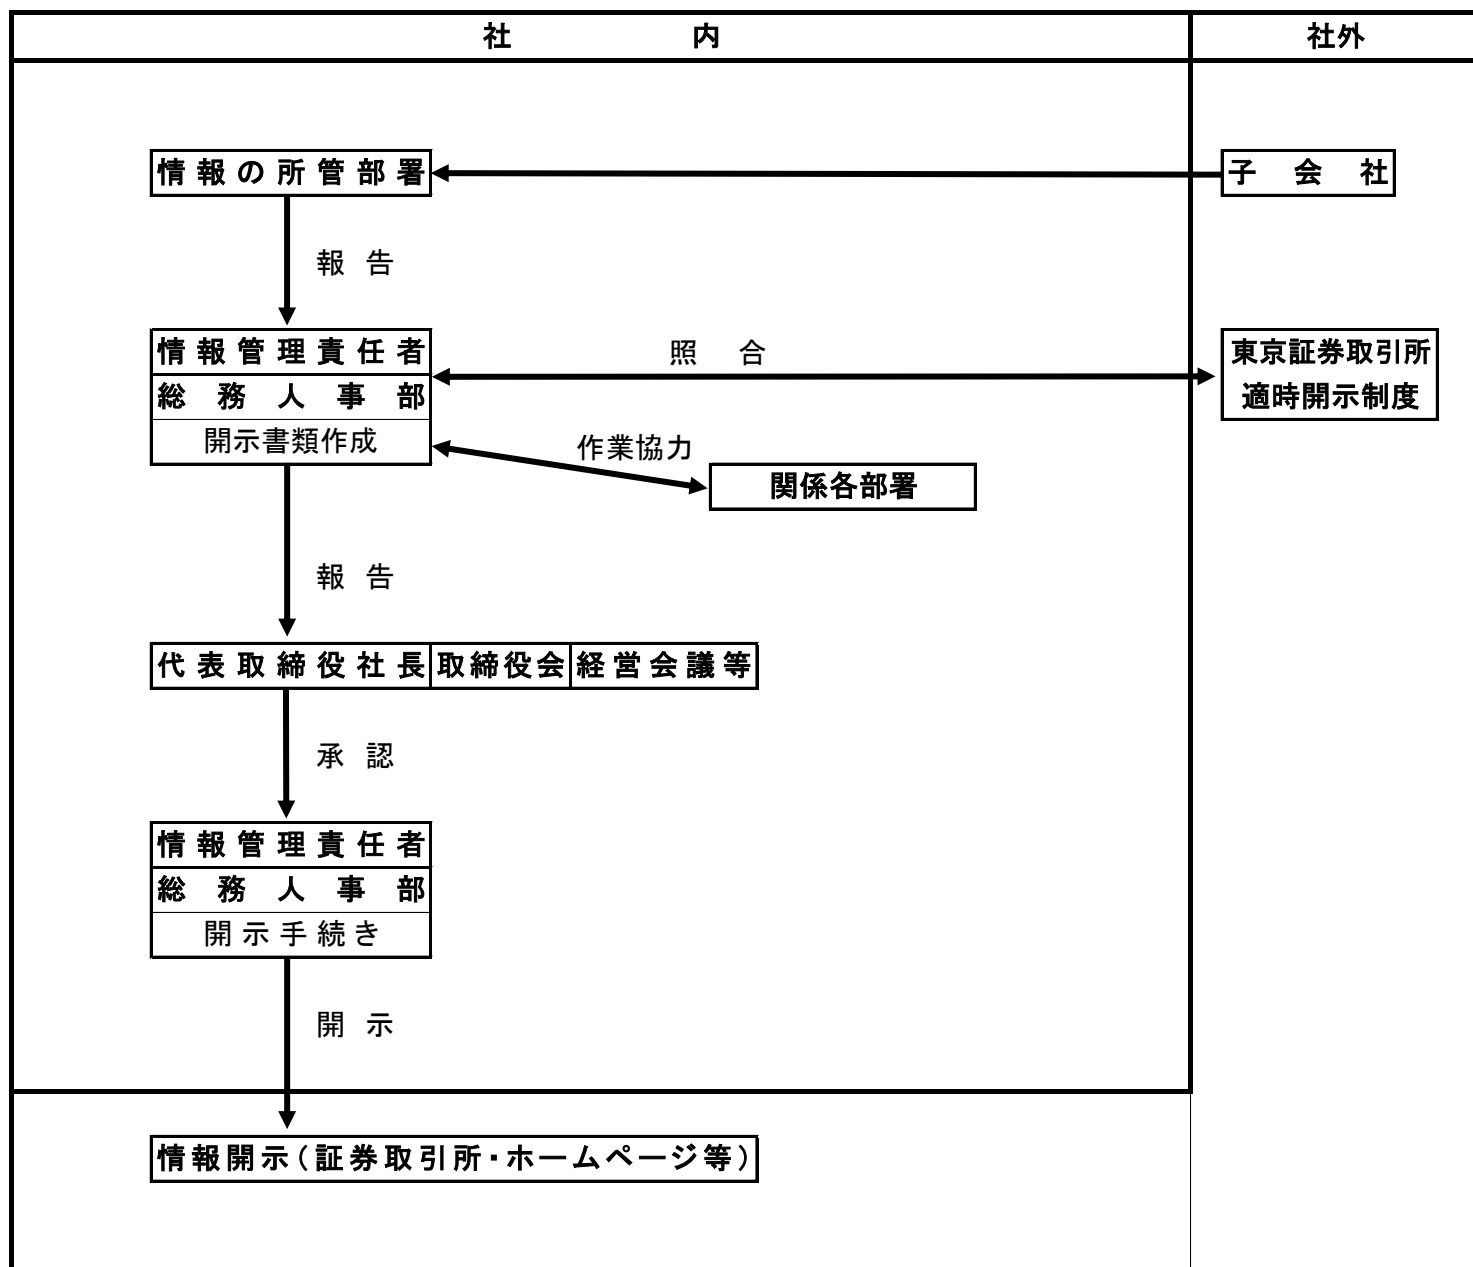 社 内 社外
情報の所管部署 子会社
報告
情報管理責任者 照合 東京証券取引所
総務人事部 適時開示制度
開示書類作成 作業協力
関係各部署
報告
代表取締役社長 取締役会 経営会議等
承認
情報管理責任者
総務人事部
開示手続き
開示
情報開示(証券取引所・ホームページ等)